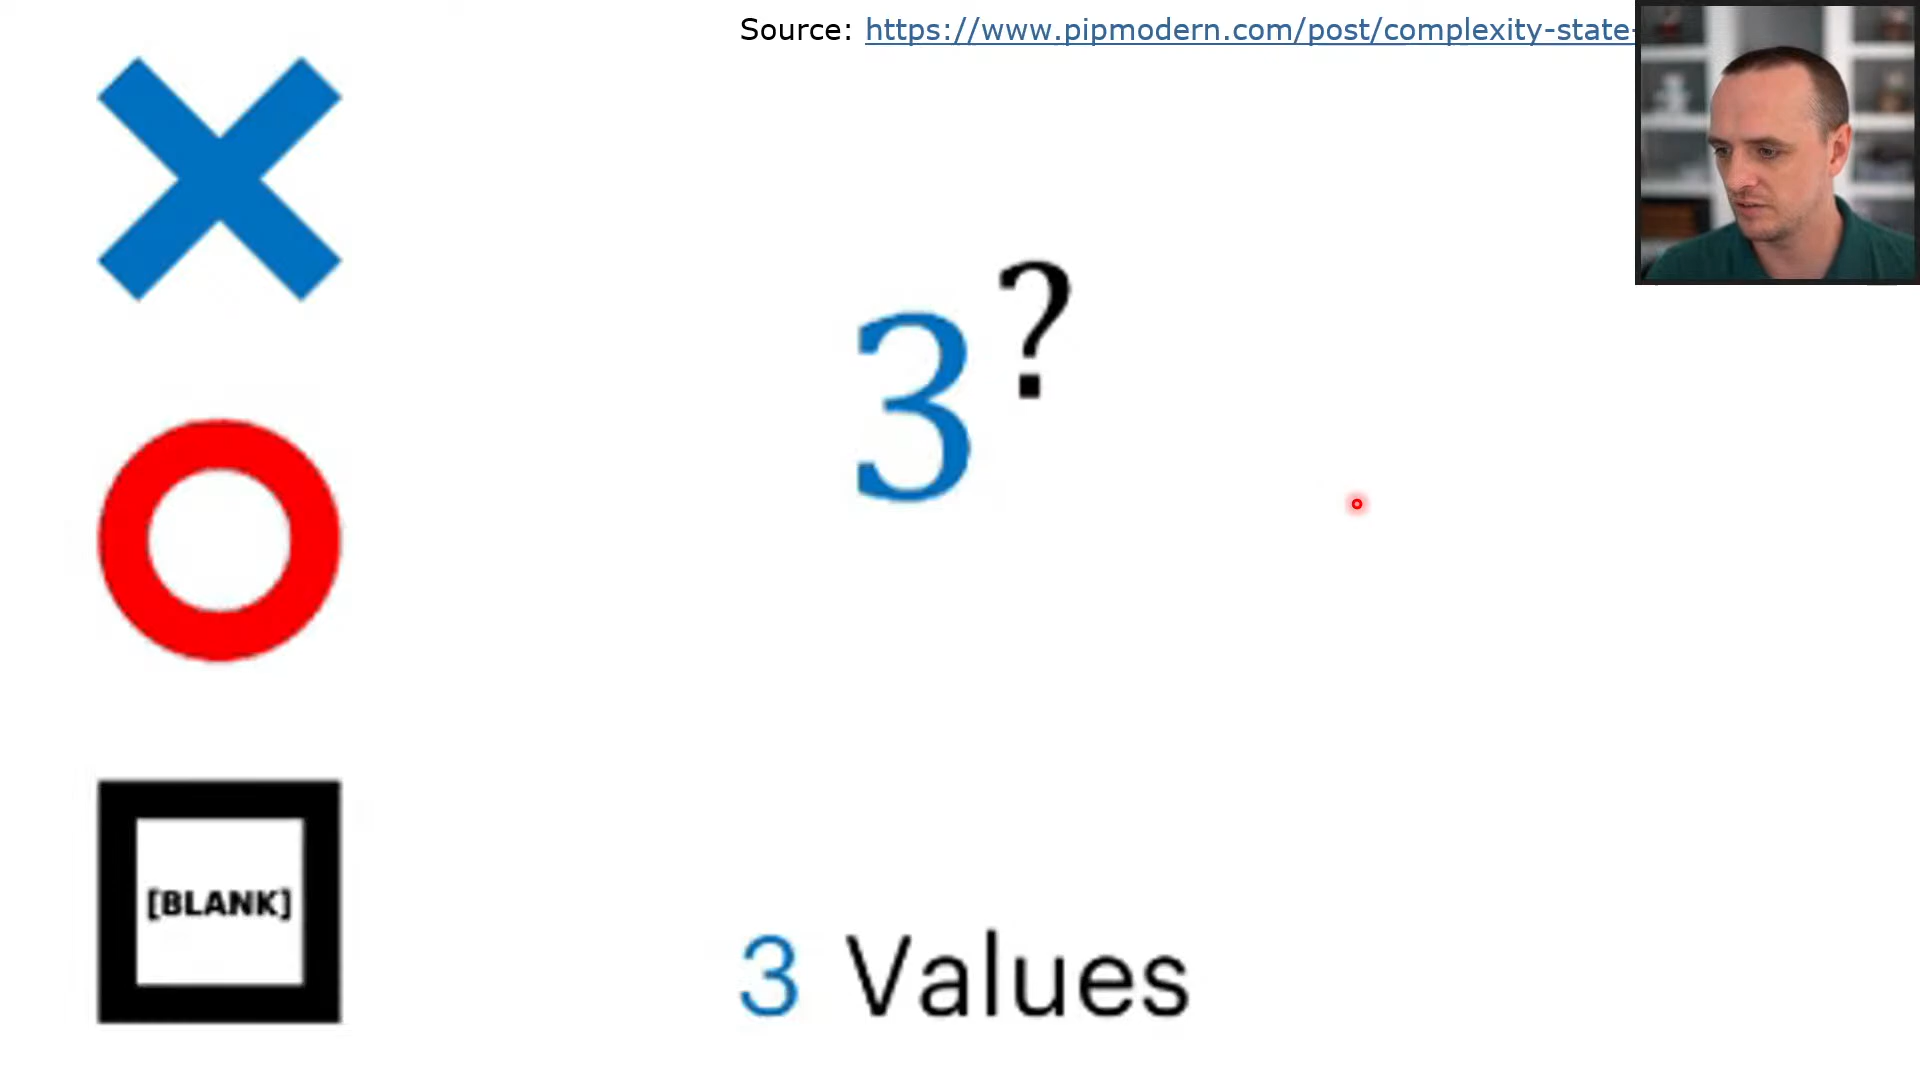 Source: https://www.pipmodern.com/post/complexity-state-
3?
[BLANK]
3 Values